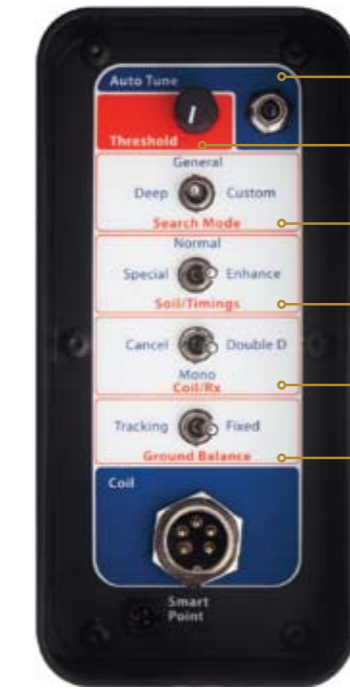 Auto Tune
Threshold
General
Deep Custom
Search Mode
Normal
Special Enhance
Soil/Timings
Cancel Double D
Mono
Coil/Rx
Tracking Fixed
Ground Balance
Coil
Smart
Point